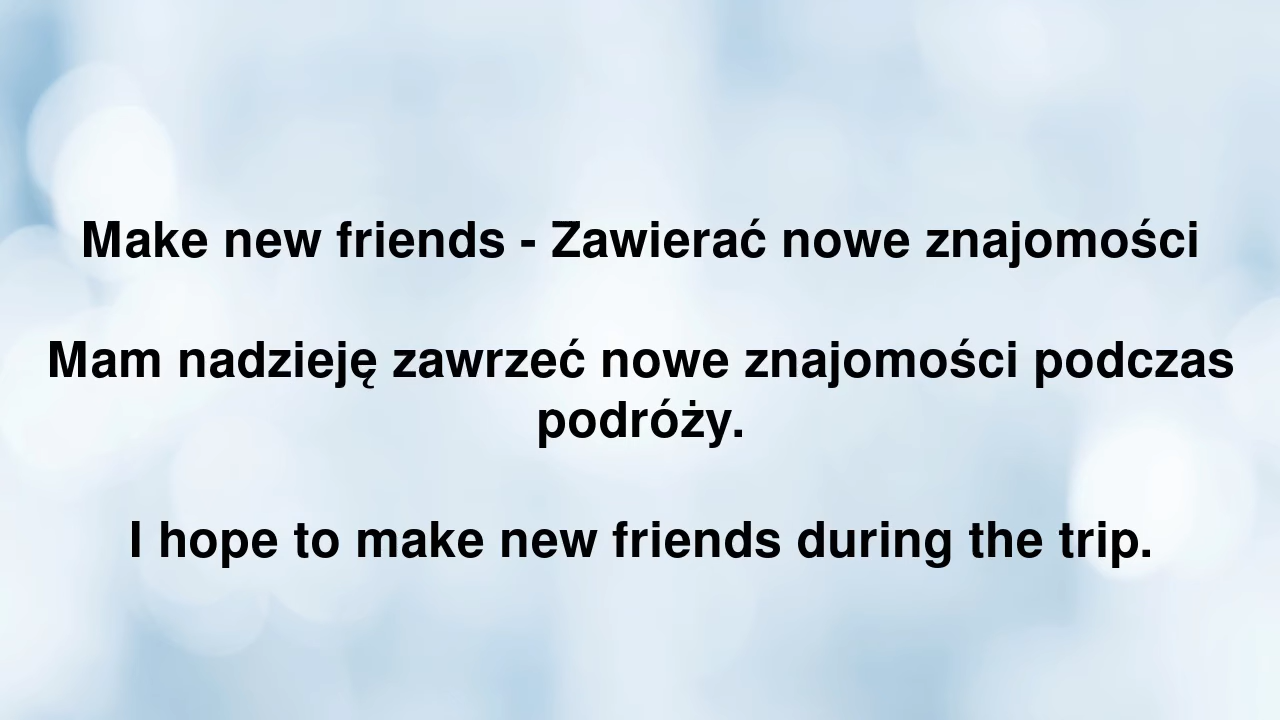 Make new friends - Zawierać nowe znajomości
Mam nadzieję zawrzeć nowe znajomości podczas
podróży.
I hope to make new friends during the trip.